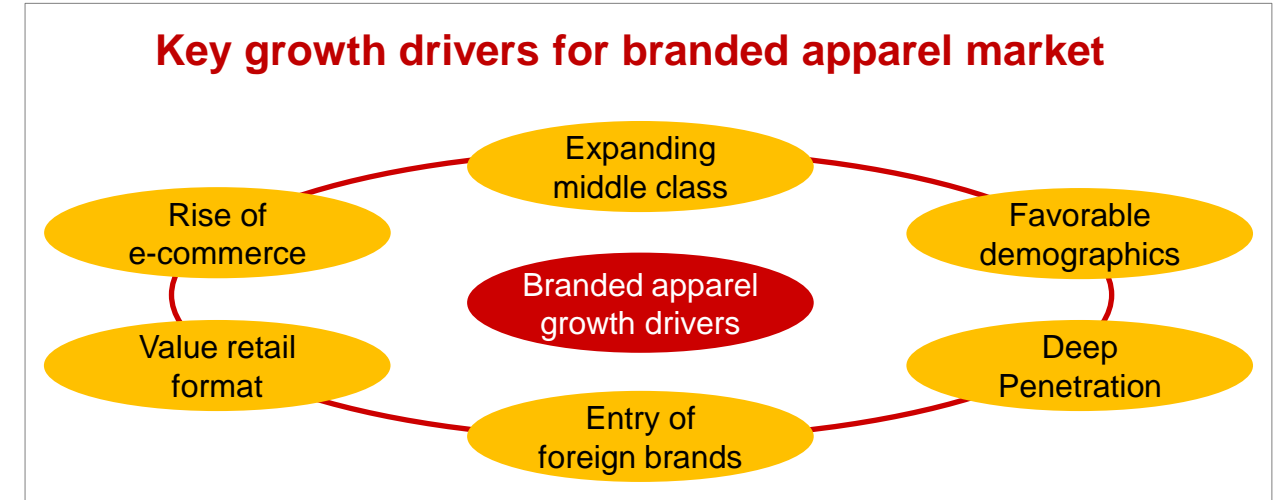 Key growth drivers for branded apparel market
Expanding
middle class
Rise of
e-commerce
Favorable
demographics
Branded apparel
growth drivers
Value retail
format
Deep
Penetration
Entry of
foreign brands